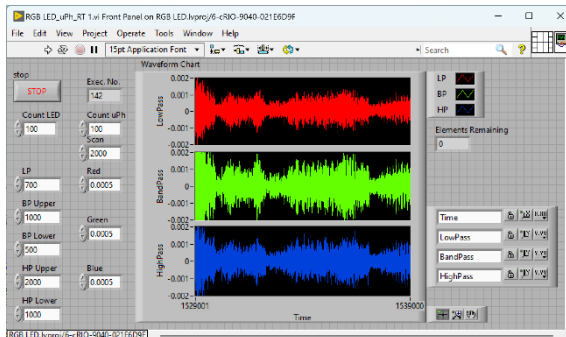 RGB LED_uPh_RT 1.vi Front Panel on RGB LED.lvproj/6-cRIO-9040-021E6D9F
File Edit View Project Operate Tools Window Help
15pt Application Font
Search
stop
STOP
Exec. No.
142
Count LED
100
Count uPh
100
Scan
2000
LP
700
Red
0.0005
BP Upper
1000
BP Lower
500
Green
0.0005
HP Upper
2000
Blue
0.0005
HP Lower
1000
Waveform Chart
LowPass
0.002
0.001
0
-0.001
-0.002
BandPass
0.002
0.001
0
-0.001
-0.002
HighPass
0.002
0.001
0
-0.001
-0.002
1529001
1539000
Time
LP
BP
HP
Elements Remaining
0
Time
LowPass
BandPass
HighPass
RGB LED.lvproj/6-cRIO-9040-021E6D9F